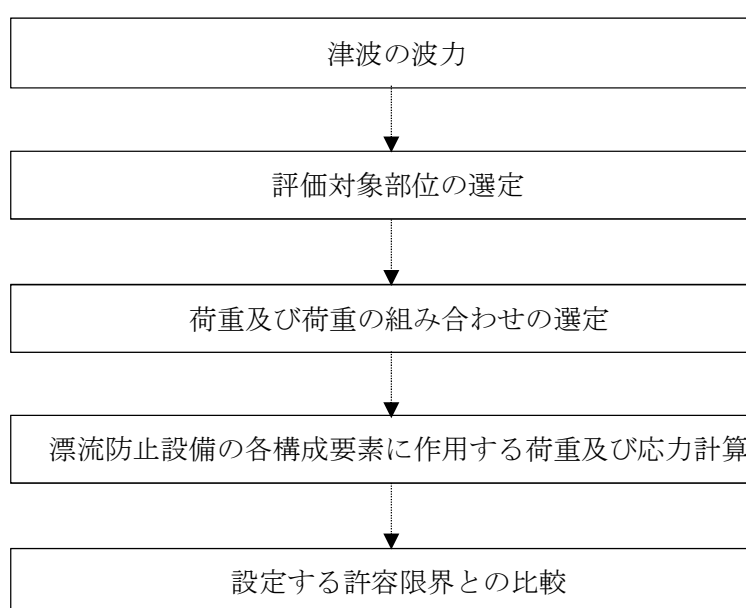 津波の波力
評価対象部位の選定
荷重及び荷重の組み合わせの選定
漂流防止設備の各構成要素に作用する荷重及び応力計算
設定する許容限界との比較